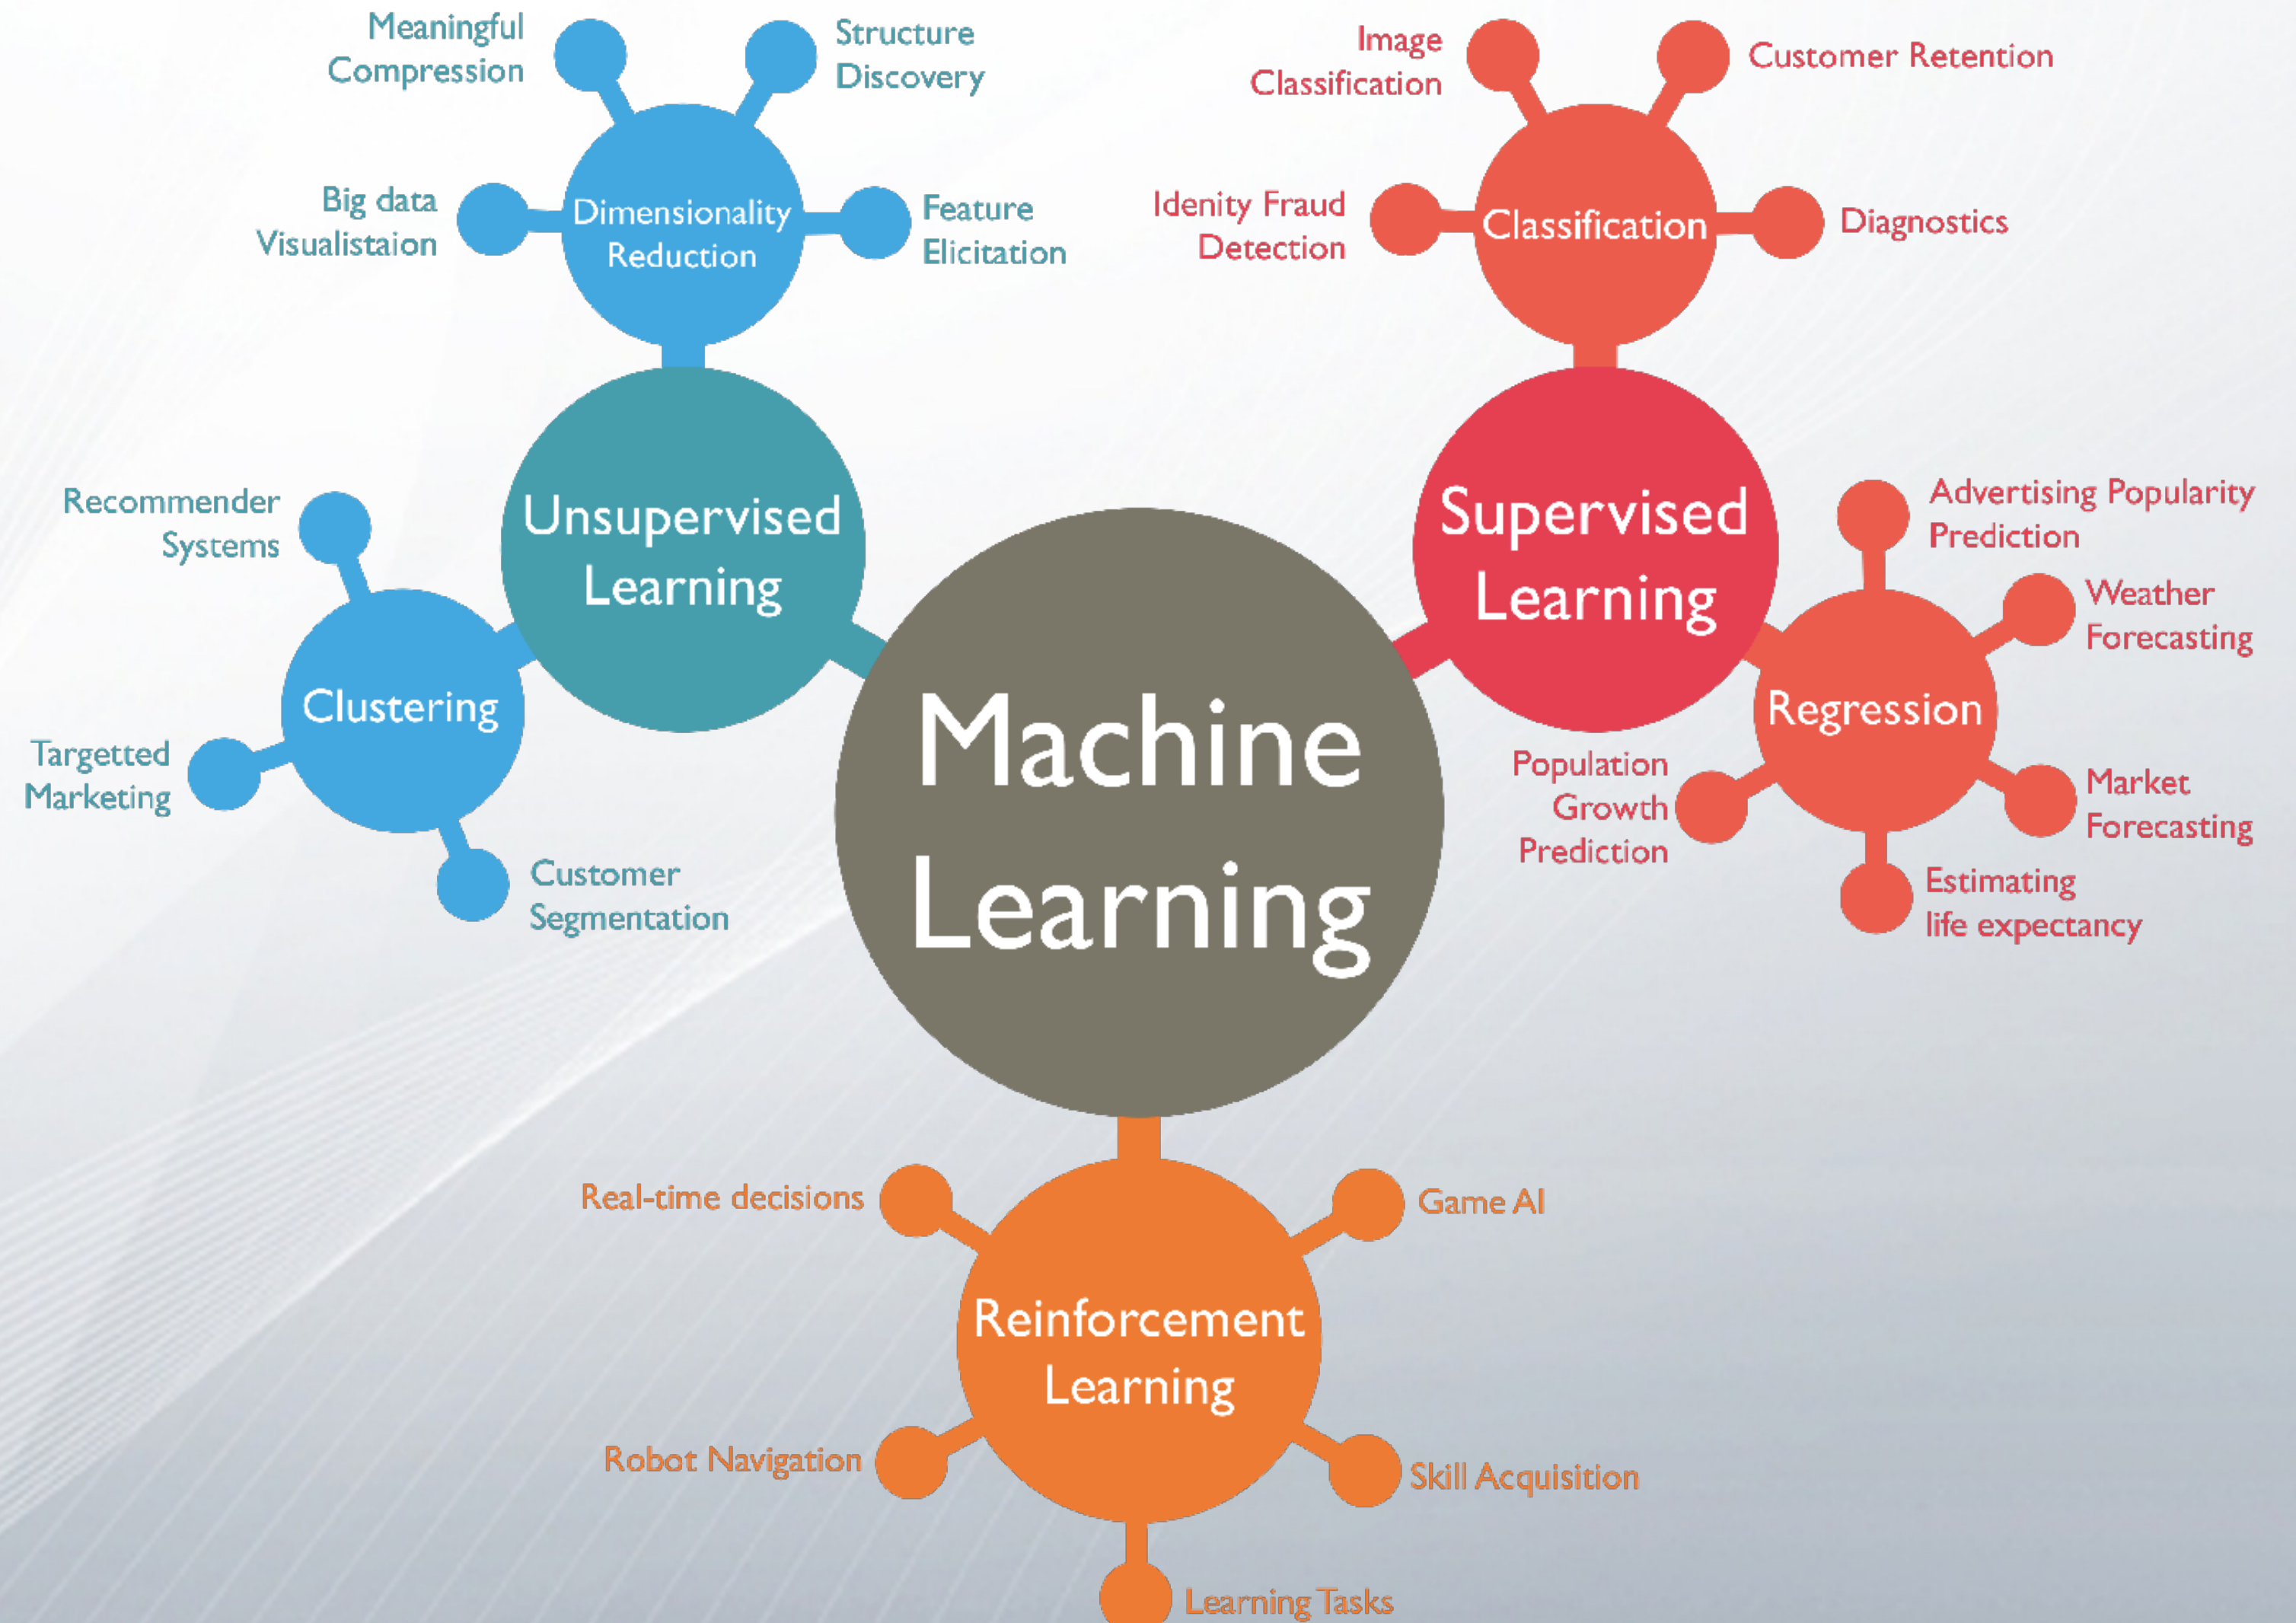 Meaningful
Compression
Structure
Discovery
Big data
Visualistaion
Dimensionality
Reduction
Feature
Elicitation
Image
Classification
Customer Retention
Idenity Fraud
Detection
Classification
Diagnostics
Unsupervised
Learning
Recommender
Systems
Clustering
Targetted
Marketing
Customer
Segmentation
Machine
Learning
Supervised
Learning
Advertising Popularity
Prediction
Weather
Forecasting
Regression
Population
Growth
Prediction
Market
Forecasting
Estimating
life expectancy
Real-time decisions
Game AI
Reinforcement
Learning
Robot Navigation
Skill Acquisition
Learning Tasks